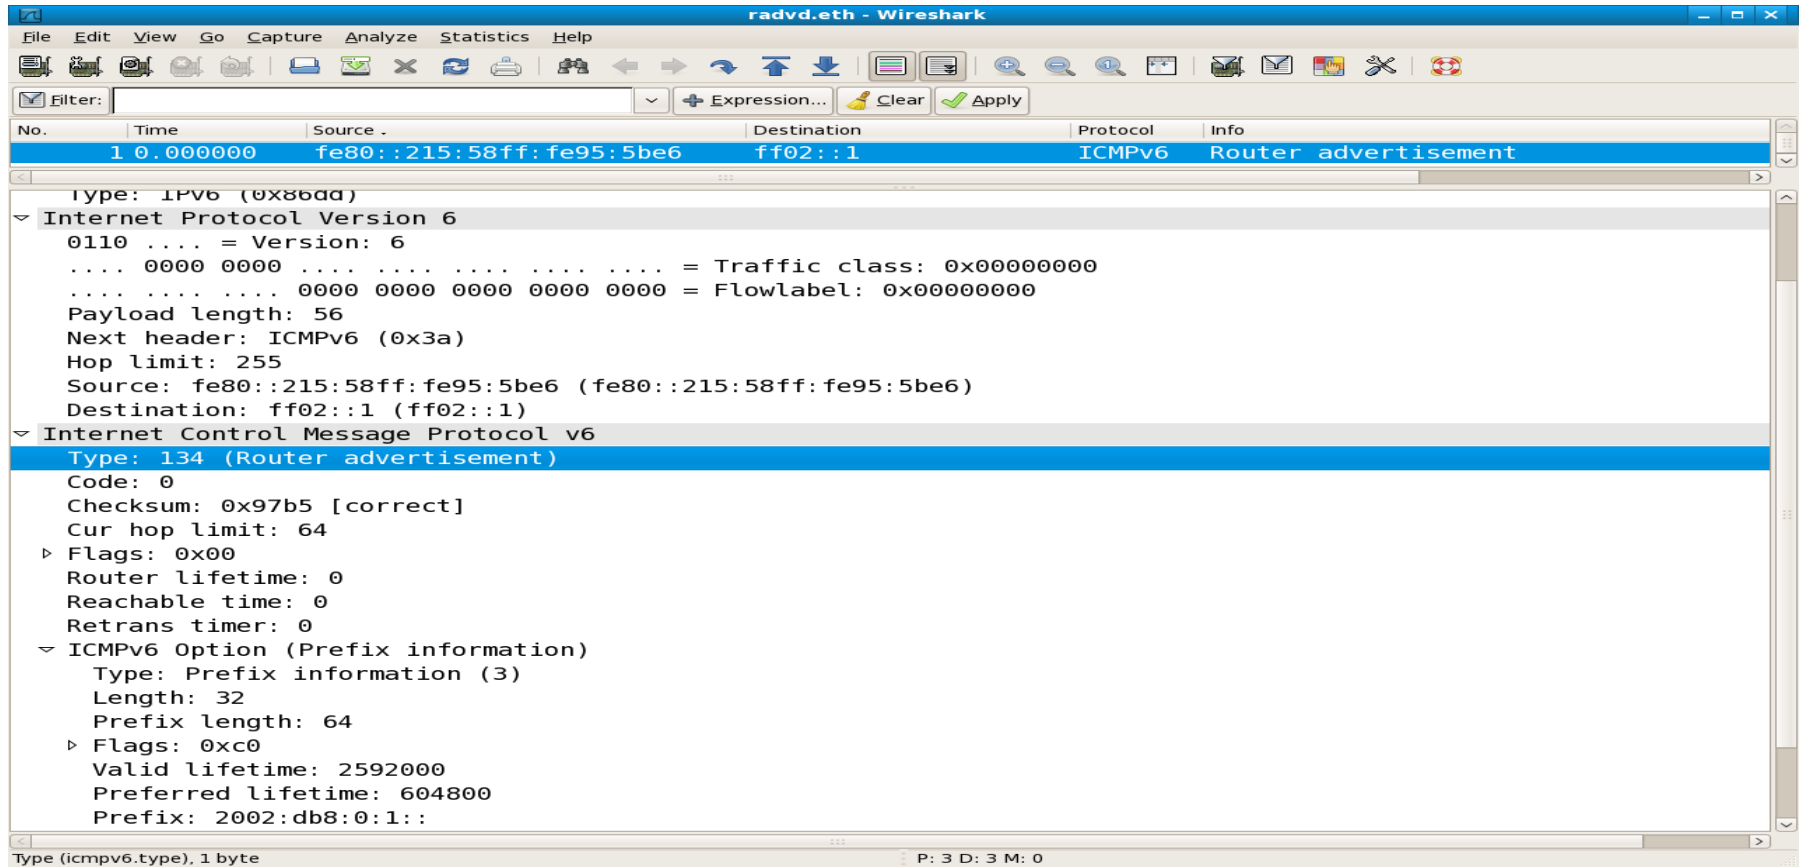 radvd.eth - Wireshark
File Edit View Go Capture Analyze Statistics Help
Filter: Expression... Clear Apply
No. Time Source Destination Protocol Info
1 0.000000 fe80::215:58ff:fe95:5be6 ff02::1 ICMPv6 Router advertisement
Type: IPv6 (0x86dd)
Internet Protocol Version 6
0110 .... = Version: 6
.... 0000 0000 .... .... .... .... .... = Traffic class: 0x00000000
.... .... .... 0000 0000 0000 0000 0000 = Flowlabel: 0x00000000
Payload length: 56
Next header: ICMPv6 (0x3a)
Hop limit: 255
Source: fe80::215:58ff:fe95:5be6 (fe80::215:58ff:fe95:5be6)
Destination: ff02::1 (ff02::1)
Internet Control Message Protocol v6
Type: 134 (Router advertisement)
Code: 0
Checksum: 0x97b5 [correct]
Cur hop limit: 64
Flags: 0x00
Router lifetime: 0
Reachable time: 0
Retrans timer: 0
ICMPv6 Option (Prefix information)
Type: Prefix information (3)
Length: 32
Prefix length: 64
Flags: 0xc0
Valid lifetime: 2592000
Preferred lifetime: 604800
Prefix: 2002:db8:0:1::
Type (icmpv6.type), 1 byte P: 3 D: 3 M: 0